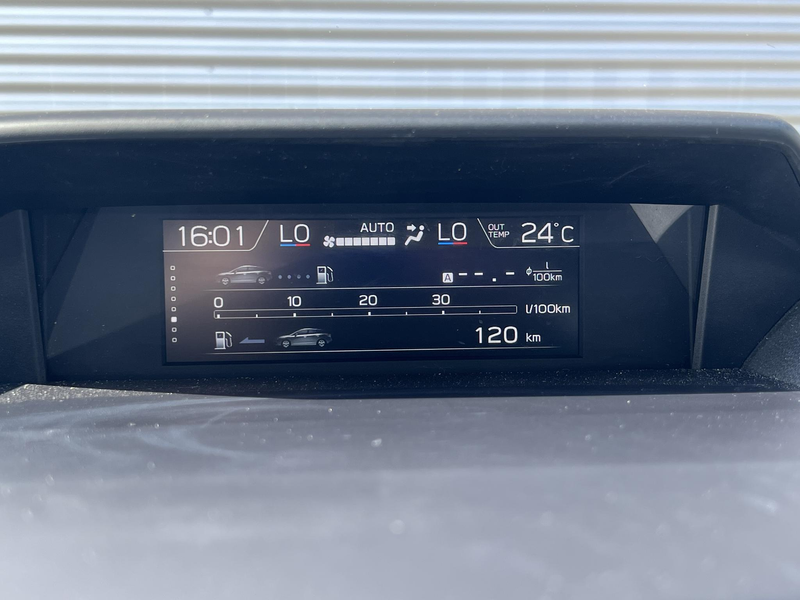 16:01 LO AUTO LO OUT TEMP 24°C
A --.- ϕ l/100km
0 10 20 30 l/100km
120 km